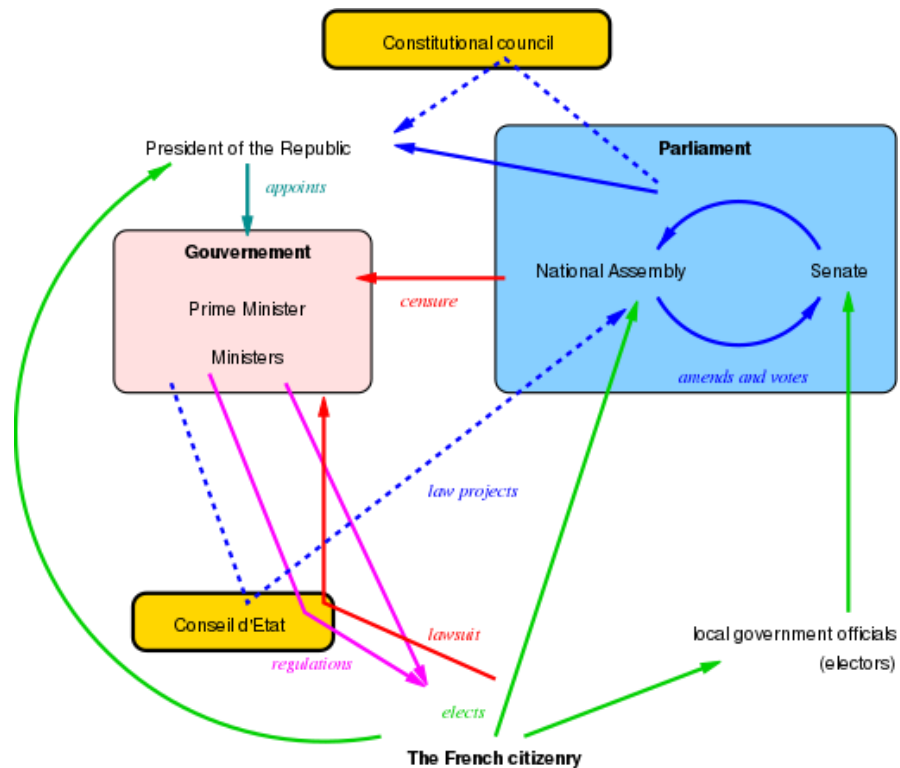 Constitutional council
President of the Republic
Parliament
appoints
Gouvernement
National Assembly
Senate
censure
Prime Minister
Ministers
amends and votes
law projects
Conseil d'Etat
lawsuit
local government officials
regulations
(electors)
elects
The French citizenry